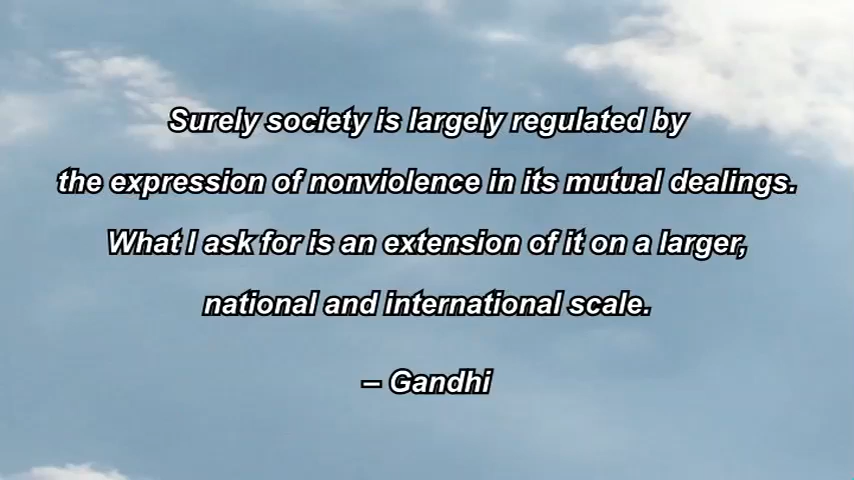 Surely society is largely regulated by
the expression of nonviolence in its mutual dealings.
What I ask for is an extension of it on a larger,
national and international scale.
– Gandhi